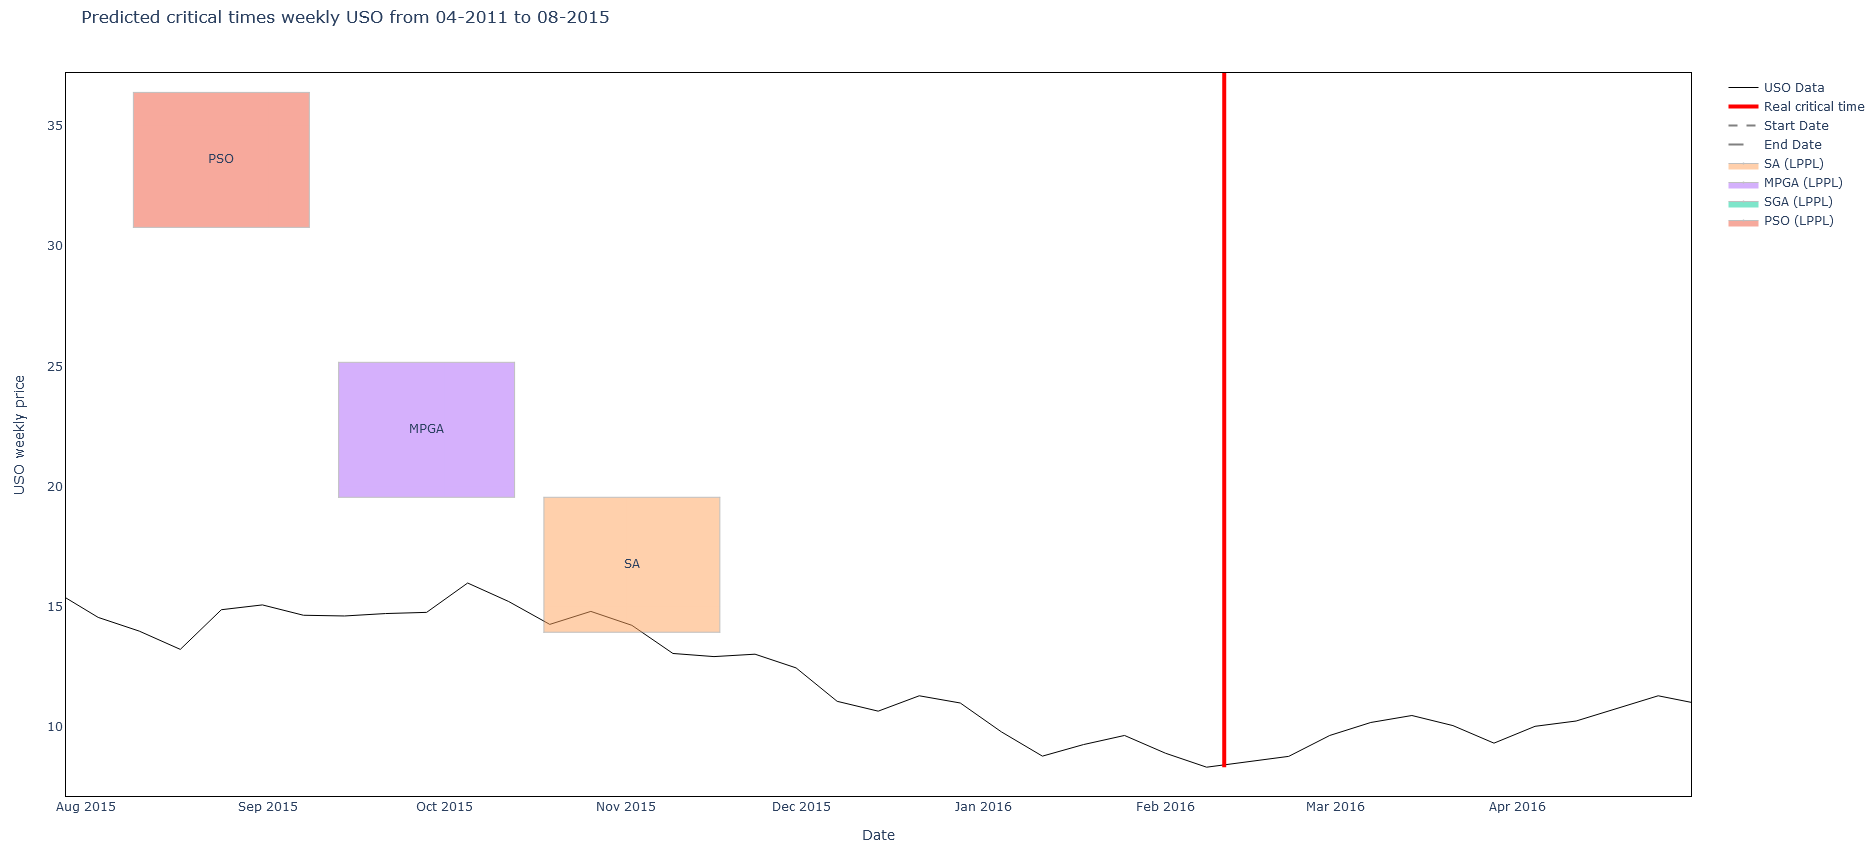 Predicted critical times weekly USO from 04-2011 to 08-2015
USO Data
Real critical time
Start Date
End Date
SA (LPPL)
MPGA (LPPL)
SGA (LPPL)
PSO (LPPL)
35
30
25
20
15
10
USO weekly price
PSO
MPGA
SA
Aug 2015
Sep 2015
Oct 2015
Nov 2015
Dec 2015
Jan 2016
Feb 2016
Mar 2016
Apr 2016
Date